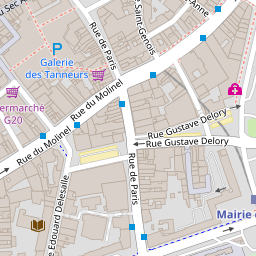 Rue de Paris
Saint-Genois
Anne
Galerie
des Tanneurs
Rue du Molinel
ermarché
G20
Rue du Molinel
Rue Gustave Delory
Rue Gustave Delory
Rue de Paris
Rue Edouard Delesalle
Mairie